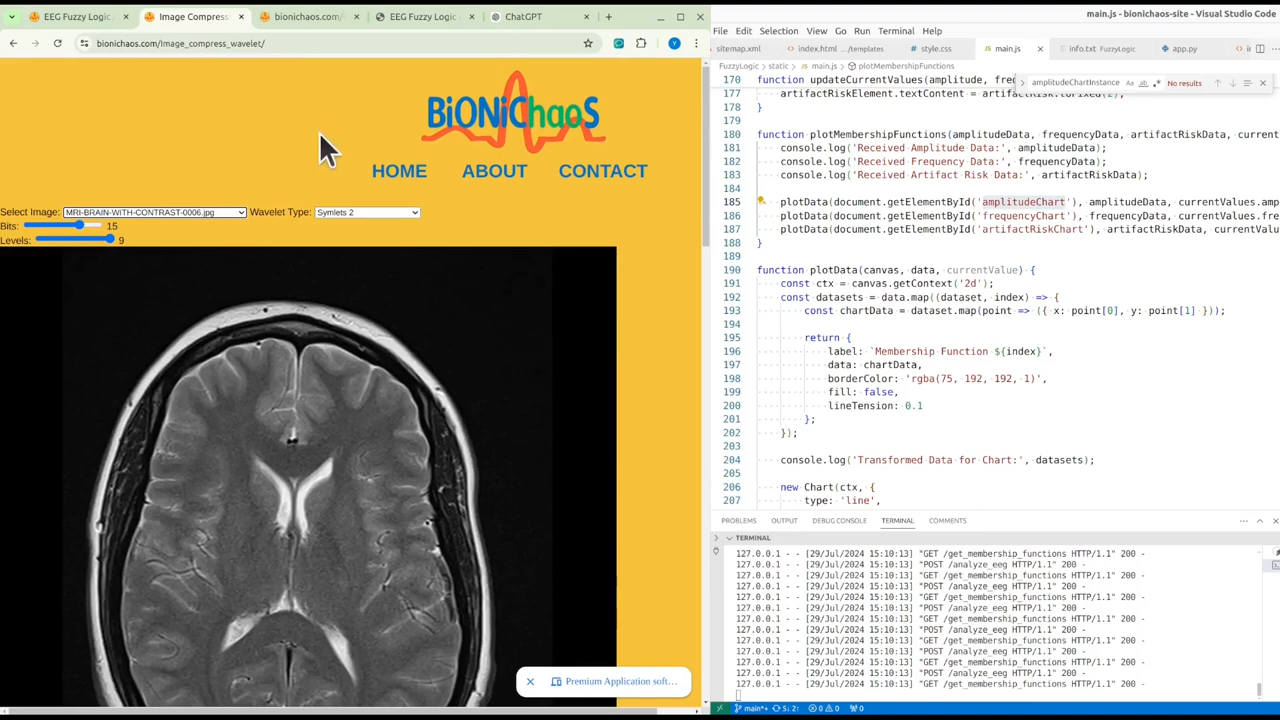 EEG Fuzzy Logic
Image Compress
bionichaos.com/
EEG Fuzzy Logic
ChatGPT
bionichaos.com/Image_compress_wavelet/
BiONiChaoS
HOME ABOUT CONTACT
Select Image: MRI-BRAIN-WITH-CONTRAST-0006.jpg Wavelet Type: Symlets 2
Bits: 15
Levels: 9
Premium Application soft...
main.js - bionichaos-site - Visual Studio Code
File Edit Selection View Go Run Terminal Help
sitemap.xml index.html .../templates style.css main.js info.txt FuzzyLogic app.py
FuzzyLogic > static > main.js > plotMembershipFunctions
amplitudeChartInstance Aa ab .* No results
170 function updateCurrentValues(amplitude,
177 artifactRiskElement.textContent =
178 }
179
180 function plotMembershipFunctions(amplitudeData, frequencyData, artifactRiskData, current
181 console.log('Received Amplitude Data:', amplitudeData);
182 console.log('Received Frequency Data:', frequencyData);
183 console.log('Received Artifact Risk Data:', artifactRiskData);
184
185 plotData(document.getElementById('amplitudeChart'), amplitudeData, currentValues.amp
186 plotData(document.getElementById('frequencyChart'), frequencyData, currentValues.fre
187 plotData(document.getElementById('artifactRiskChart'), artifactRiskData, currentValu
188 }
189
190 function plotData(canvas, data, currentValue) {
191 const ctx = canvas.getContext('2d');
192 const datasets = data.map((dataset, index) => {
193 const chartData = dataset.map(point => ({ x: point[0], y: point[1] }));
194
195 return {
196 label: `Membership Function ${index}`,
197 data: chartData,
198 borderColor: 'rgba(75, 192, 192, 1)',
199 fill: false,
200 lineTension: 0.1
201 };
202 });
203
204 console.log('Transformed Data for Chart:', datasets);
205
206 new Chart(ctx, {
207 type: 'line',
PROBLEMS OUTPUT DEBUG CONSOLE TERMINAL COMMENTS
TERMINAL
127.0.0.1 - - [29/Jul/2024 15:10:13] "GET /get_membership_functions HTTP/1.1" 200 -
127.0.0.1 - - [29/Jul/2024 15:10:13] "POST /analyze_eeg HTTP/1.1" 200 -
127.0.0.1 - - [29/Jul/2024 15:10:13] "GET /get_membership_functions HTTP/1.1" 200 -
127.0.0.1 - - [29/Jul/2024 15:10:13] "POST /analyze_eeg HTTP/1.1" 200 -
127.0.0.1 - - [29/Jul/2024 15:10:13] "GET /get_membership_functions HTTP/1.1" 200 -
127.0.0.1 - - [29/Jul/2024 15:10:13] "POST /analyze_eeg HTTP/1.1" 200 -
127.0.0.1 - - [29/Jul/2024 15:10:13] "GET /get_membership_functions HTTP/1.1" 200 -
127.0.0.1 - - [29/Jul/2024 15:10:13] "POST /analyze_eeg HTTP/1.1" 200 -
127.0.0.1 - - [29/Jul/2024 15:10:13] "GET /get_membership_functions HTTP/1.1" 200 -
127.0.0.1 - - [29/Jul/2024 15:10:13] "POST /analyze_eeg HTTP/1.1" 200 -
127.0.0.1 - - [29/Jul/2024 15:10:13] "GET /get_membership_functions HTTP/1.1" 200 -
127.0.0.1 - - [29/Jul/2024 15:10:13] "POST /analyze_eeg HTTP/1.1" 200 -
127.0.0.1 - - [29/Jul/2024 15:10:13] "GET /get_membership_functions HTTP/1.1" 200 -
main*+ 5↓ 2↑ 0 0 0